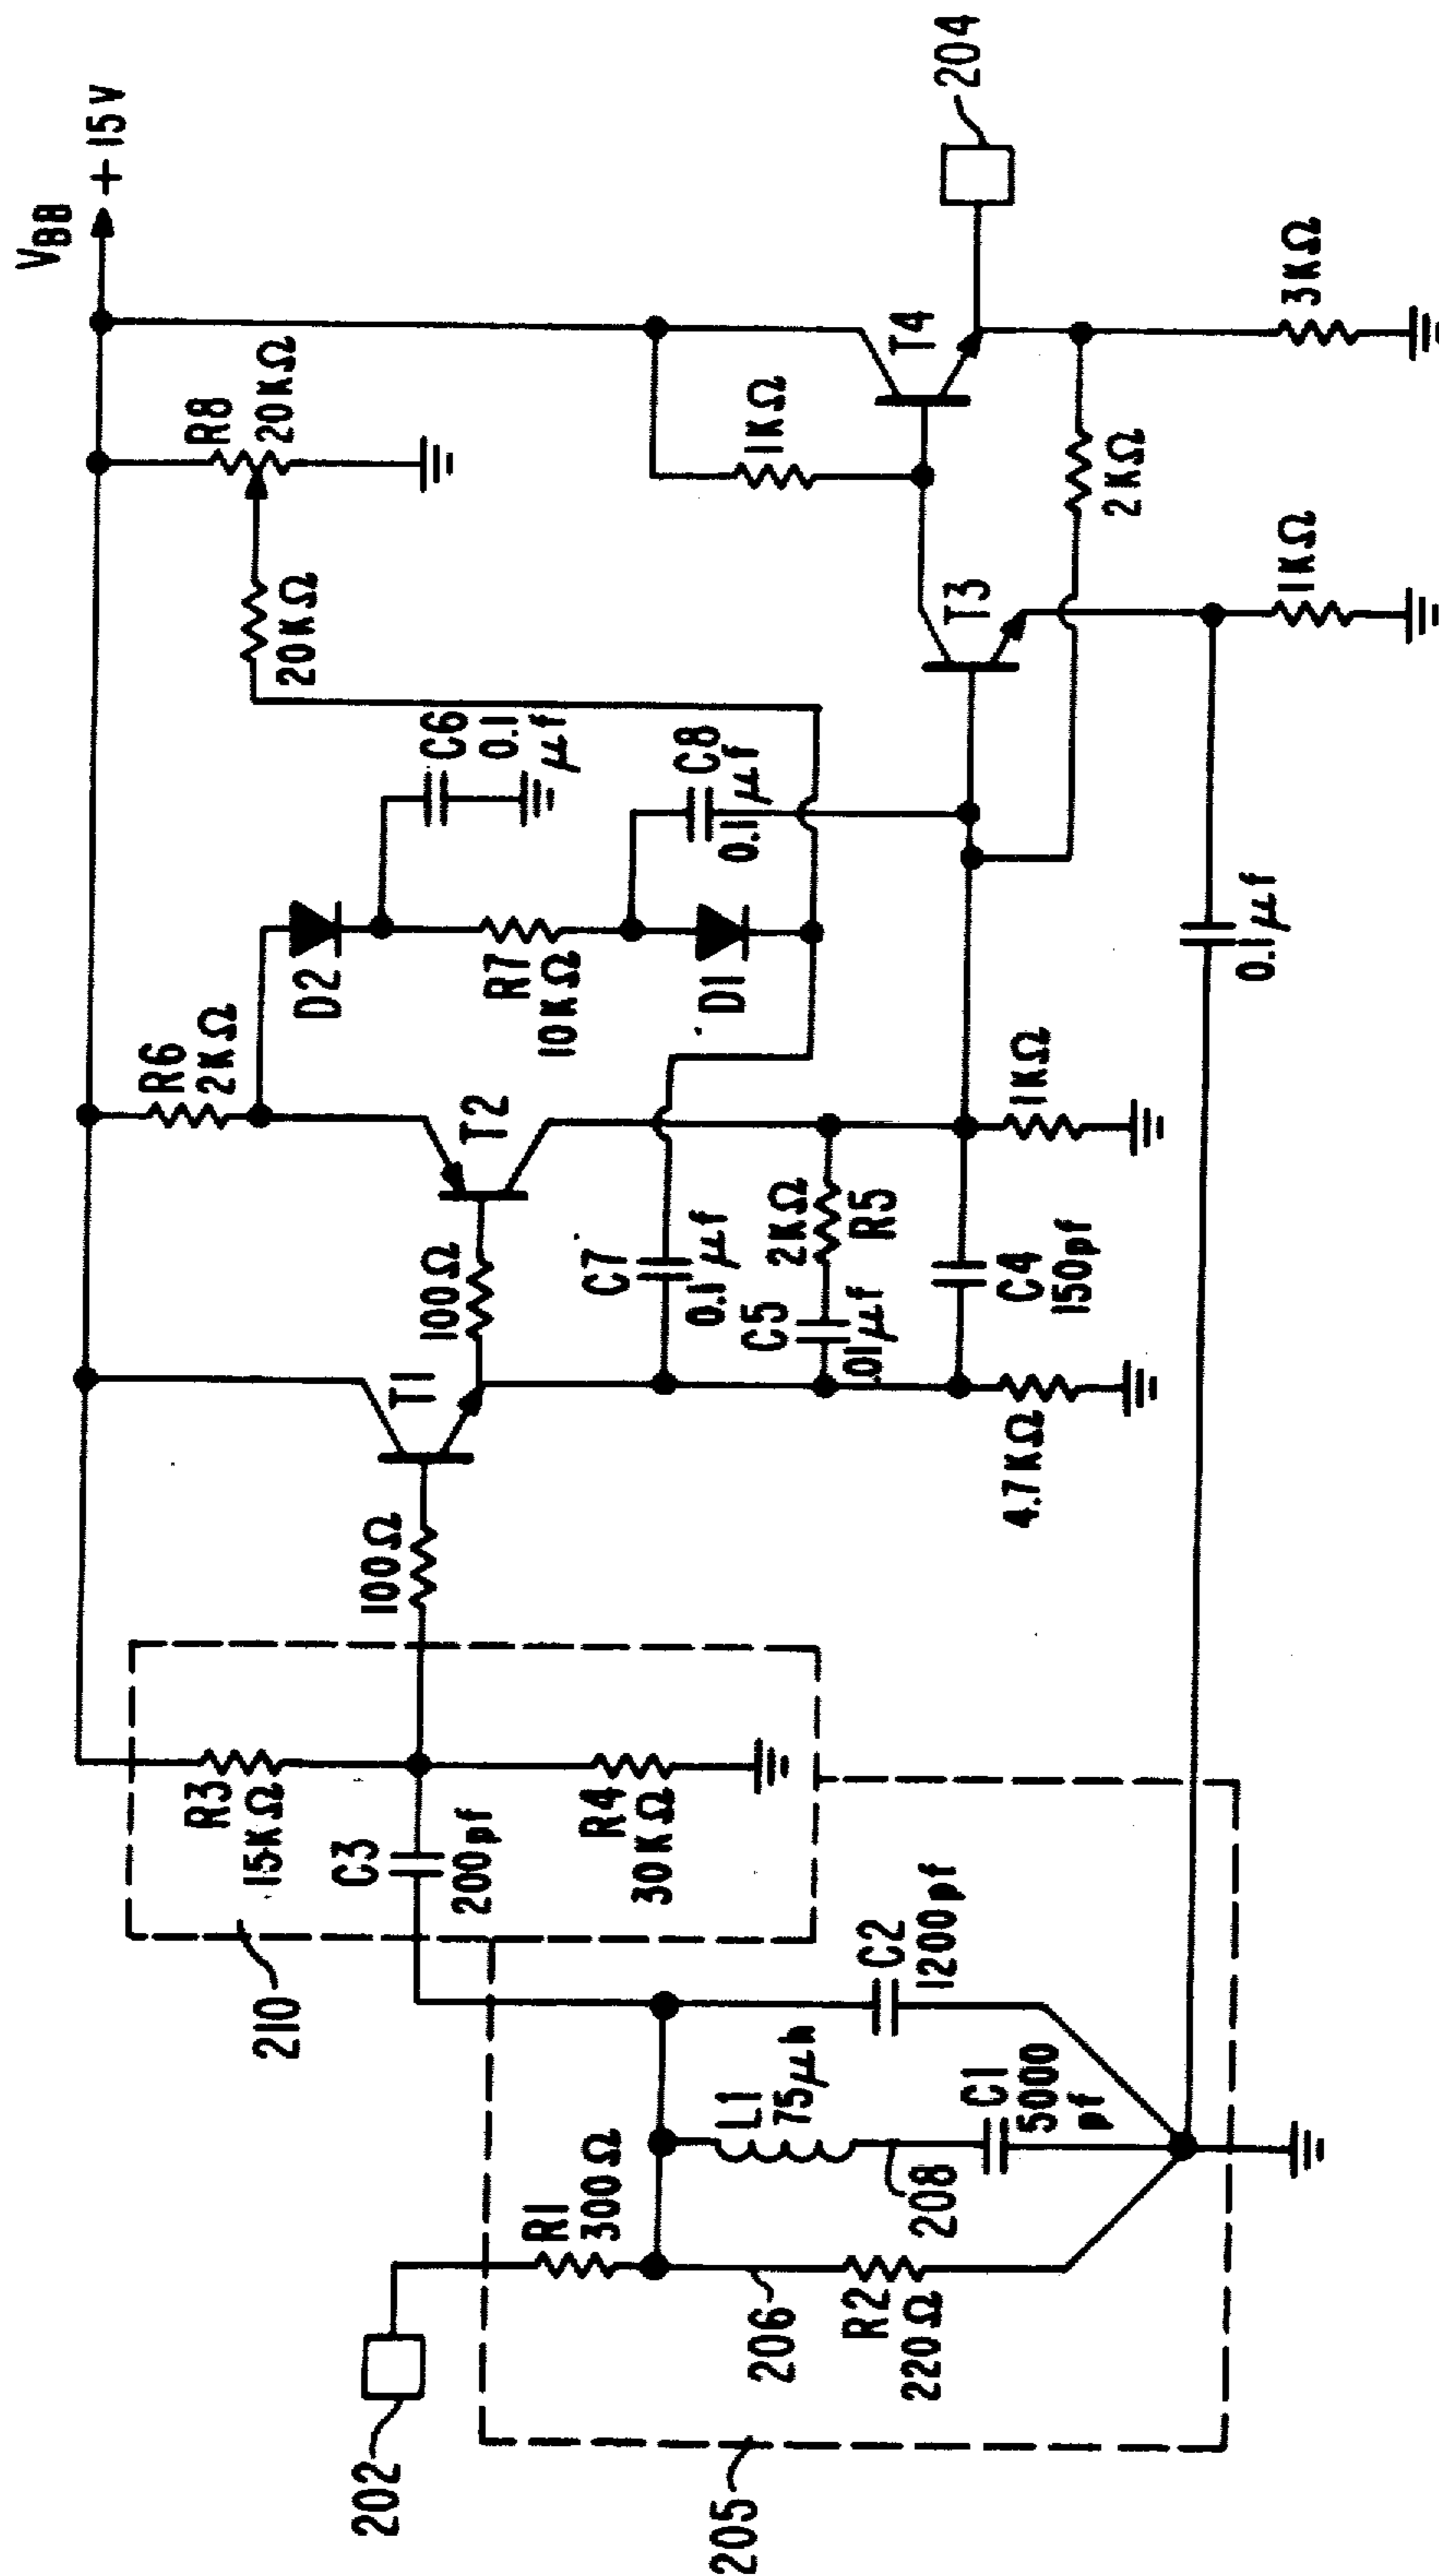 202
205
R1
300Ω
206
R2
220Ω
L1
75μh
208
C1
5000
pf
C2
1200pf
210
R3
15KΩ
C3
200pf
R4
30KΩ
100Ω
T1
4.7KΩ
100Ω
T2
R6
2KΩ
C7
0.1μf
C5
.01μf
2KΩ
R5
C4
150pf
1KΩ
D2
R7
10KΩ
D1
C6
0.1
μf
C8
0.1μf
20KΩ
R8
20KΩ
VBB
+15V
T3
1KΩ
T4
2KΩ
204
3KΩ
1KΩ
0.1μf